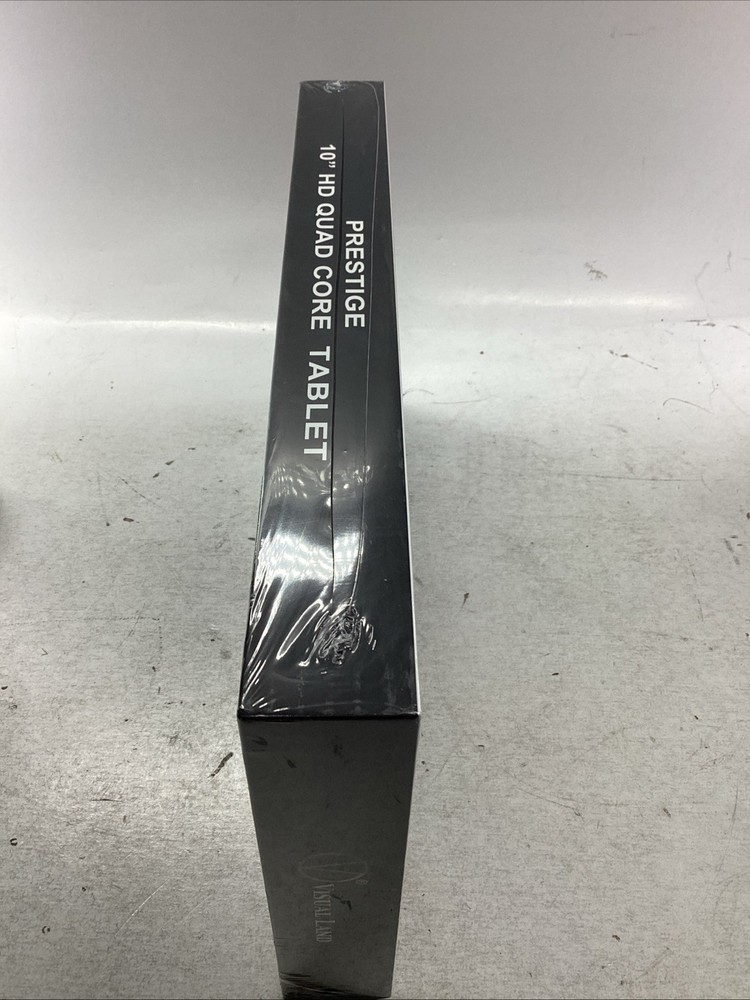 PRESTIGE
10” HD QUAD CORE TABLET
VISUAL LAND